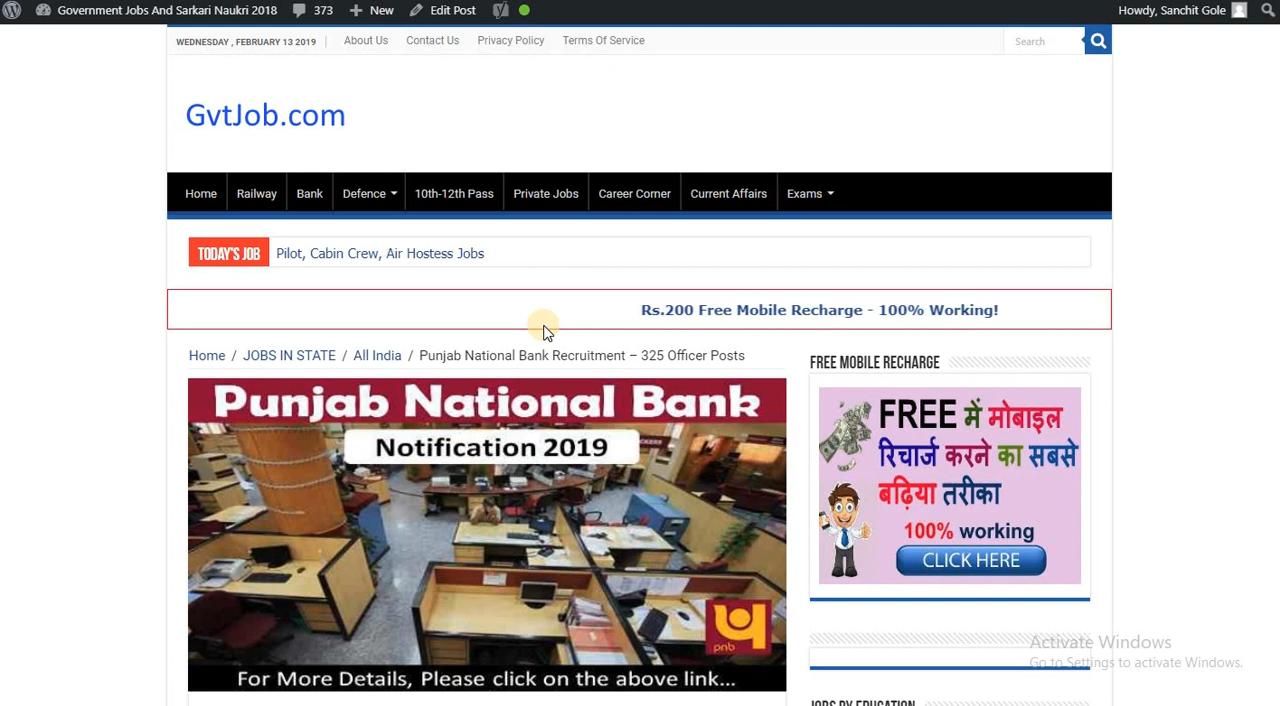 Government Jobs And Sarkari Naukri 2018 373 New Edit Post Howdy, Sanchit Gole
WEDNESDAY , FEBRUARY 13 2019 About Us Contact Us Privacy Policy Terms Of Service Search
GvtJob.com
Home Railway Bank Defence 10th-12th Pass Private Jobs Career Corner Current Affairs Exams
TODAY'S JOB Pilot, Cabin Crew, Air Hostess Jobs
Rs.200 Free Mobile Recharge - 100% Working!
Home / JOBS IN STATE / All India / Punjab National Bank Recruitment – 325 Officer Posts
Punjab National Bank
Notification 2019
pnb
For More Details, Please click on the above link...
FREE MOBILE RECHARGE
FREE में मोबाइल
रिचार्ज करने का सबसे
बढ़िया तरीका
100% working
CLICK HERE
Activate Windows
Go to Settings to activate Windows.
JOBS BY EDUCATION